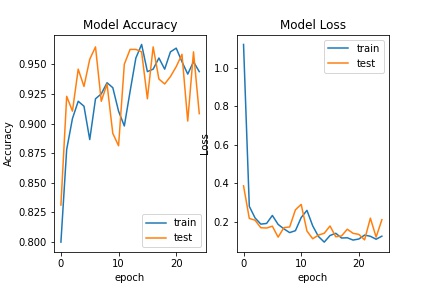 Model Accuracy
Accuracy
0.950
0.925
0.900
0.875
0.850
0.825
0.800
train
test
0
10
20
epoch
Model Loss
Loss
train
test
1.0
0.8
0.6
0.4
0.2
0
10
20
epoch